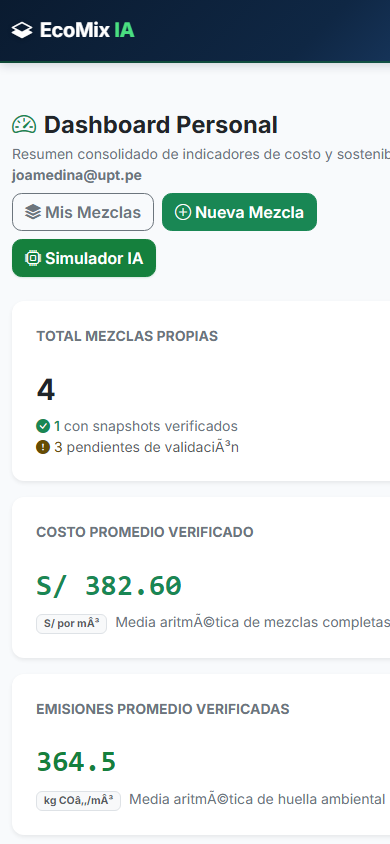 EcoMix IA
Dashboard Personal
Resumen consolidado de indicadores de costo y sostenib
joamedina@upt.pe
Mis Mezclas
Nueva Mezcla
Simulador IA
TOTAL MEZCLAS PROPIAS
4
1 con snapshots verificados
3 pendientes de validaciÃ³n
COSTO PROMEDIO VERIFICADO
S/ 382.60
S/ por mÂ³ Media aritmÃ©tica de mezclas completas
EMISIONES PROMEDIO VERIFICADAS
364.5
kg COâ‚‚/mÂ³ Media aritmÃ©tica de huella ambiental